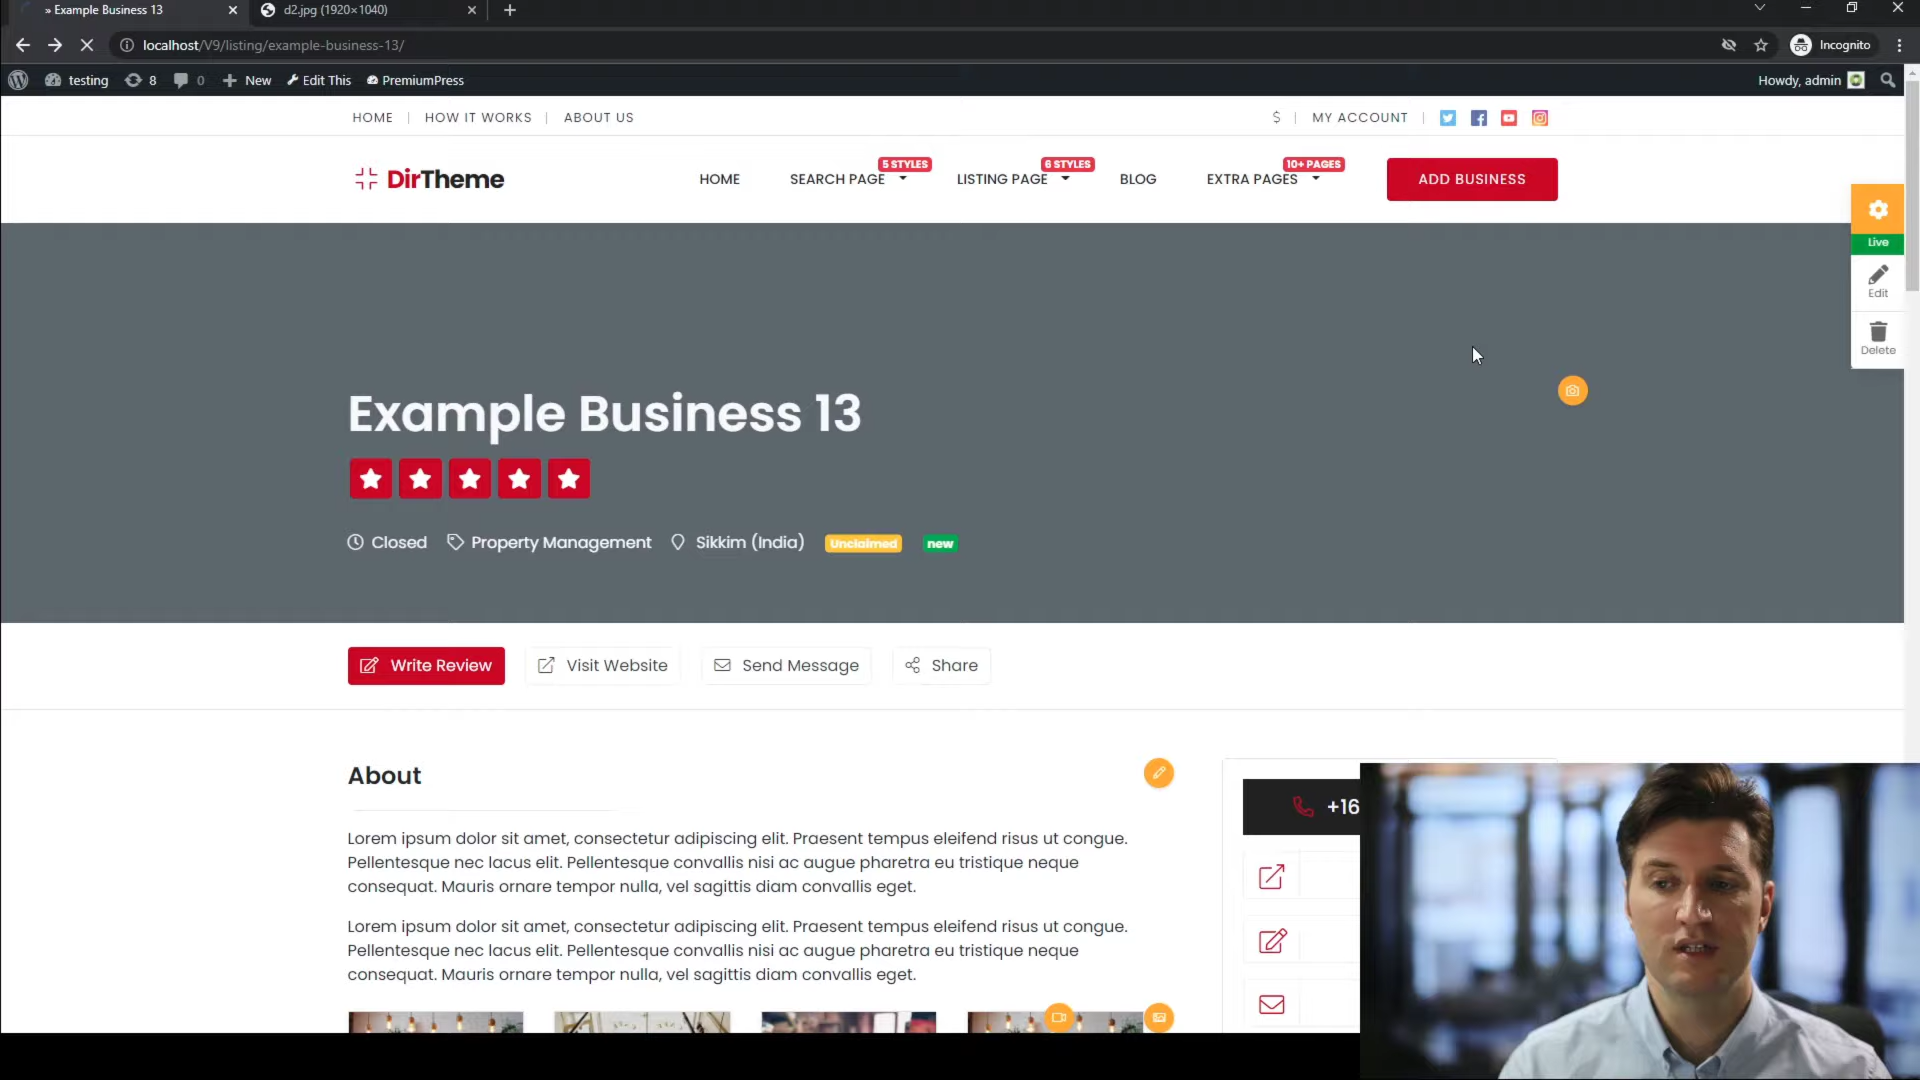 » Example Business 13
d2.jpg (1920×1040)
localhost/V9/listing/example-business-13/
Incognito
testing 8 0 New Edit This PremiumPress
Howdy, admin
HOME | HOW IT WORKS | ABOUT US
$ | MY ACCOUNT |
DirTheme
HOME
SEARCH PAGE 5 STYLES
LISTING PAGE 6 STYLES
BLOG
EXTRA PAGES 10+ PAGES
ADD BUSINESS
Live
Edit
Delete
Example Business 13
Closed Property Management Sikkim (India) Unclaimed new
Write Review Visit Website Send Message Share
About
+16
Lorem ipsum dolor sit amet, consectetur adipiscing elit. Praesent tempus eleifend risus ut congue.
Pellentesque nec lacus elit. Pellentesque convallis nisi ac augue pharetra eu tristique neque
consequat. Mauris ornare tempor nulla, vel sagittis diam convallis eget.
Lorem ipsum dolor sit amet, consectetur adipiscing elit. Praesent tempus eleifend risus ut congue.
Pellentesque nec lacus elit. Pellentesque convallis nisi ac augue pharetra eu tristique neque
consequat. Mauris ornare tempor nulla, vel sagittis diam convallis eget.